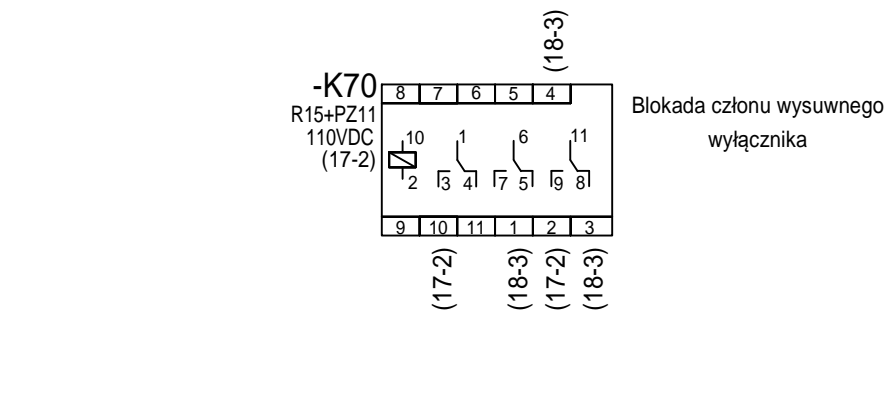 (18-3)
-K70
8 7 6 5 4
R15+PZ11
110VDC
(17-2)
Blokada członu wysuwnego
wyłącznika
10 1 6 11
2 3 4 7 5 9 8
9 10 11 1 2 3
(17-2) (18-3) (17-2) (18-3)